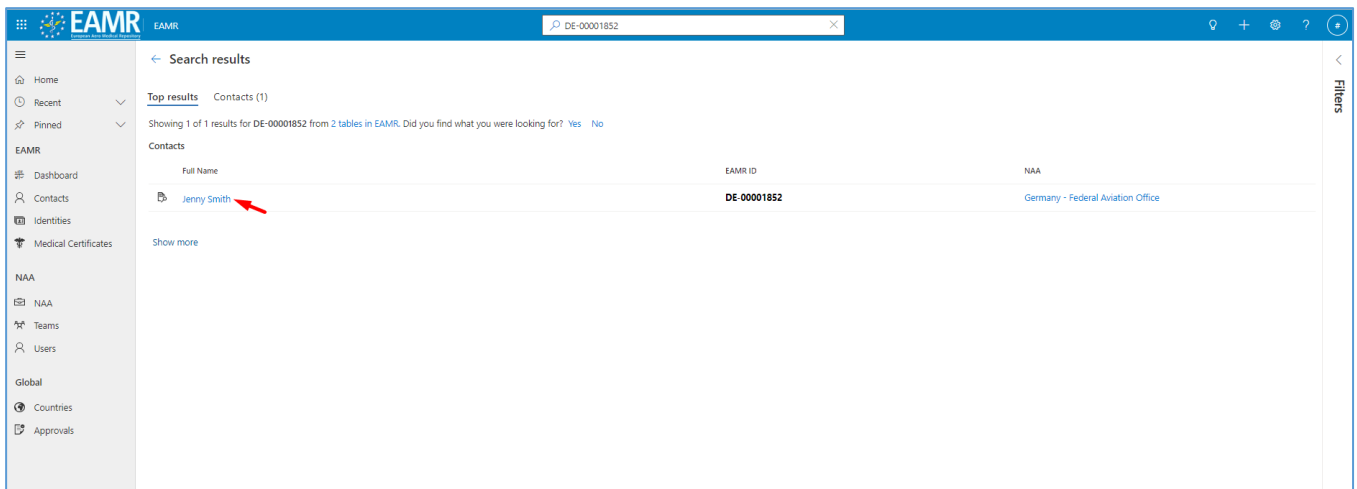 EAMR
European Aero Medical Repository
EAMR
DE-00001852
?
#
Search results
Home
Recent
Pinned
EAMR
Dashboard
Contacts
Identities
Medical Certificates
NAA
NAA
Teams
Users
Global
Countries
Approvals
Top results Contacts (1)
Showing 1 of 1 results for DE-00001852 from 2 tables in EAMR. Did you find what you were looking for? Yes No
Contacts
Full Name EAMR ID NAA
Jenny Smith DE-00001852 Germany - Federal Aviation Office
Show more
Filters